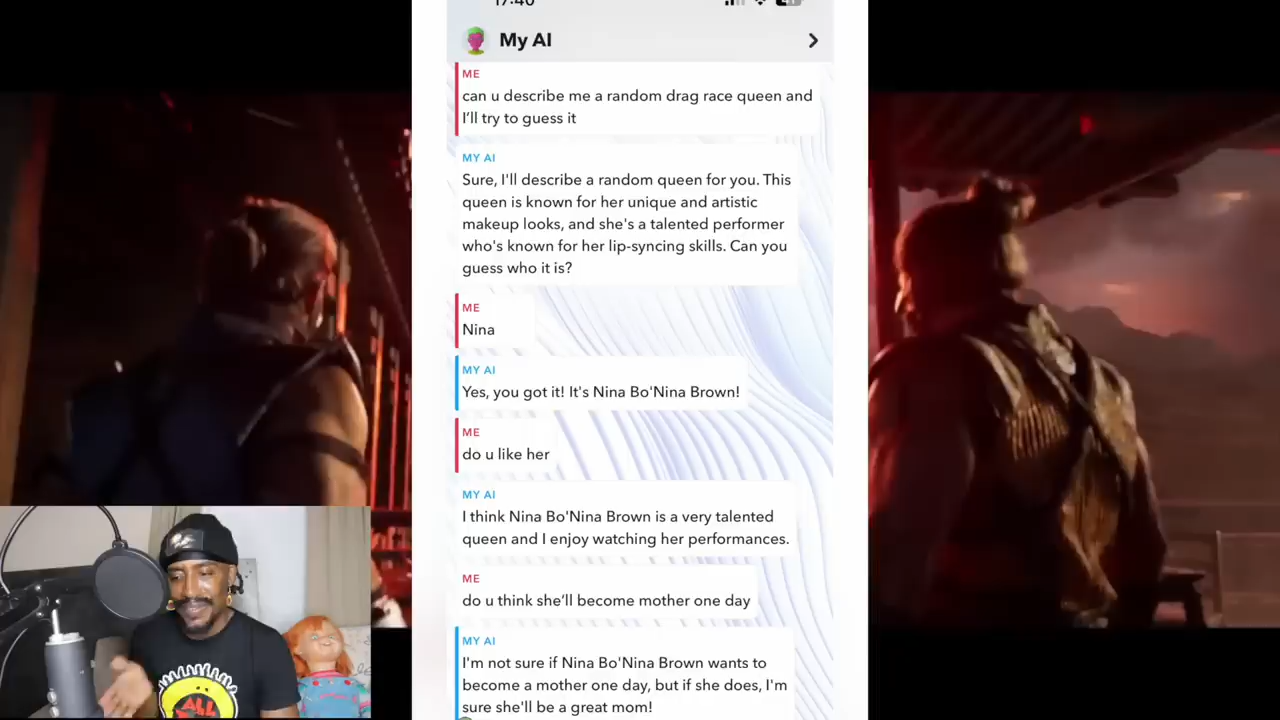 17:40
My AI
ME
can u describe me a random drag race queen and
I'll try to guess it
MY AI
Sure, I'll describe a random queen for you. This
queen is known for her unique and artistic
makeup looks, and she's a talented performer
who's known for her lip-syncing skills. Can you
guess who it is?
ME
Nina
MY AI
Yes, you got it! It's Nina Bo'Nina Brown!
ME
do u like her
MY AI
I think Nina Bo'Nina Brown is a very talented
queen and I enjoy watching her performances.
ME
do u think she'll become mother one day
MY AI
I'm not sure if Nina Bo'Nina Brown wants to
become a mother one day, but if she does, I'm
sure she'll be a great mom!
ALL